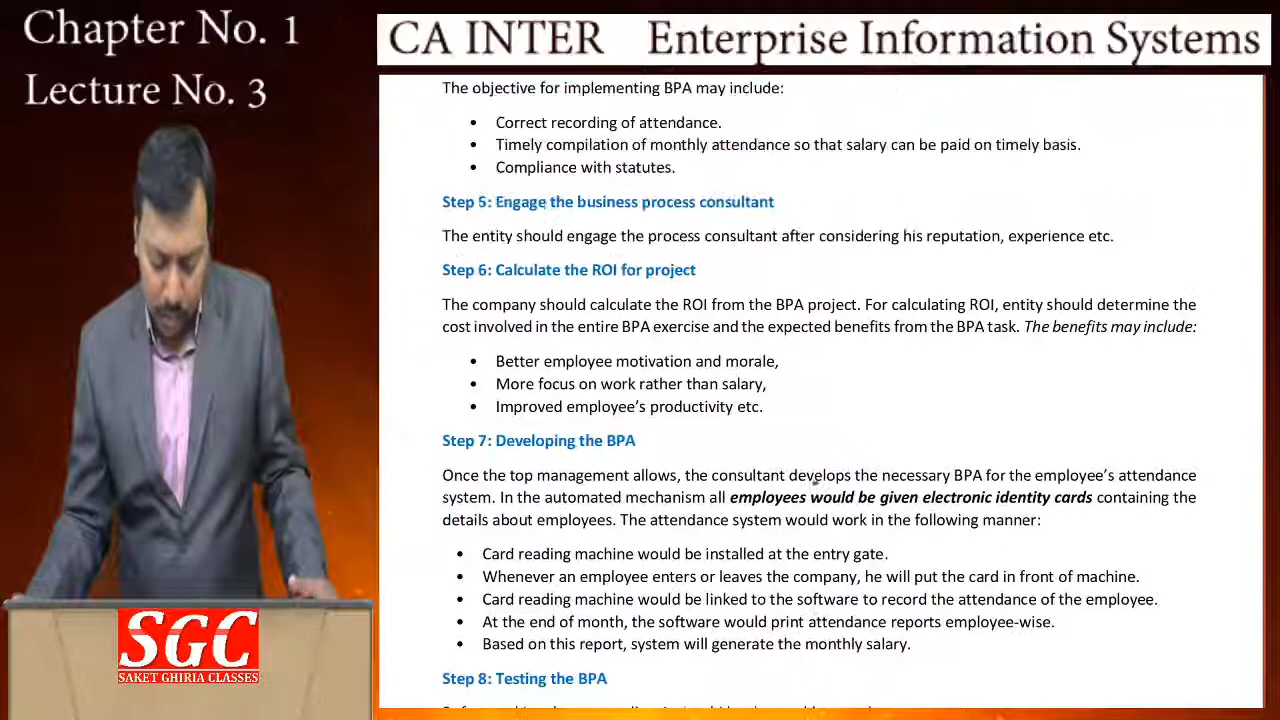 Chapter No. 1
Lecture No. 3
CA INTER Enterprise Information Systems
The objective for implementing BPA may include:
• Correct recording of attendance.
• Timely compilation of monthly attendance so that salary can be paid on timely basis.
• Compliance with statutes.
Step 5: Engage the business process consultant
The entity should engage the process consultant after considering his reputation, experience etc.
Step 6: Calculate the ROI for project
The company should calculate the ROI from the BPA project. For calculating ROI, entity should determine the
cost involved in the entire BPA exercise and the expected benefits from the BPA task. The benefits may include:
• Better employee motivation and morale,
• More focus on work rather than salary,
• Improved employee's productivity etc.
Step 7: Developing the BPA
Once the top management allows, the consultant develops the necessary BPA for the employee's attendance
system. In the automated mechanism all employees would be given electronic identity cards containing the
details about employees. The attendance system would work in the following manner:
• Card reading machine would be installed at the entry gate.
• Whenever an employee enters or leaves the company, he will put the card in front of machine.
• Card reading machine would be linked to the software to record the attendance of the employee.
• At the end of month, the software would print attendance reports employee-wise.
• Based on this report, system will generate the monthly salary.
Step 8: Testing the BPA
SGC
SAKET GHIRIA CLASSES